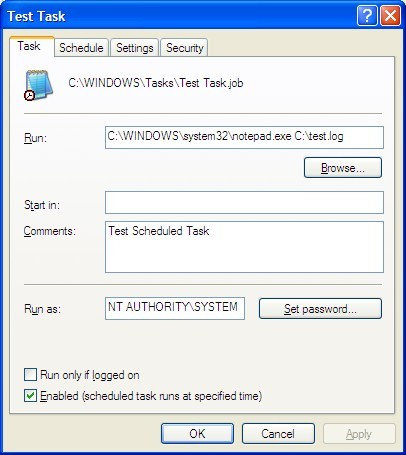 Test Task
Task Schedule Settings Security
C:\WINDOWS\Tasks\Test Task.job
Run: C:\WINDOWS\system32\notepad.exe C:\test.log
Browse...
Start in:
Comments: Test Scheduled Task
Run as: NT AUTHORITY\SYSTEM Set password...
Run only if logged on
Enabled (scheduled task runs at specified time)
OK Cancel Apply